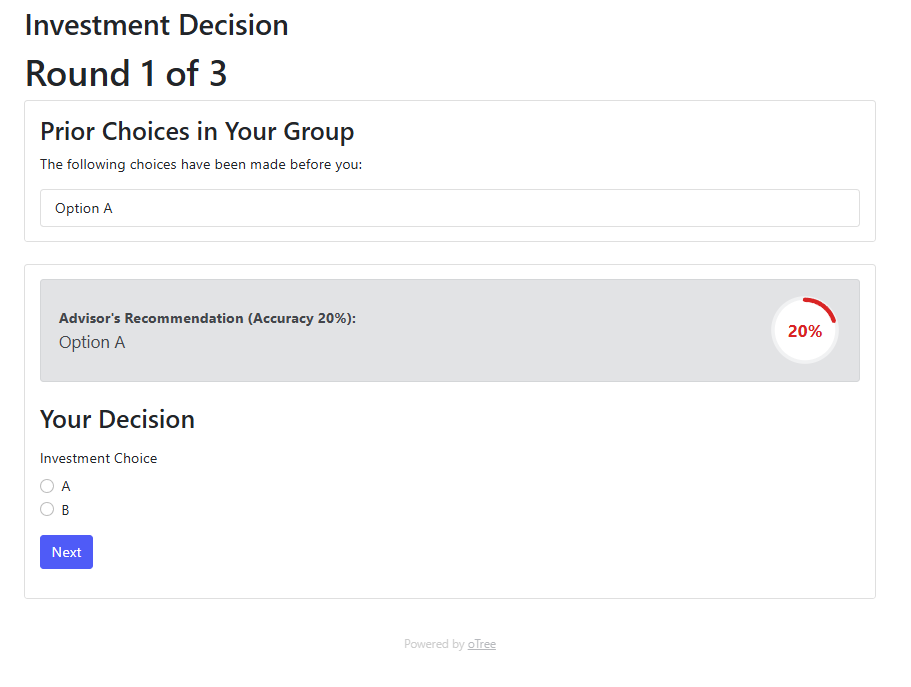 Investment Decision
Round 1 of 3
Prior Choices in Your Group
The following choices have been made before you:
Option A
Advisor's Recommendation (Accuracy 20%):
Option A
20%
Your Decision
Investment Choice
A
B
Next
Powered by oTree